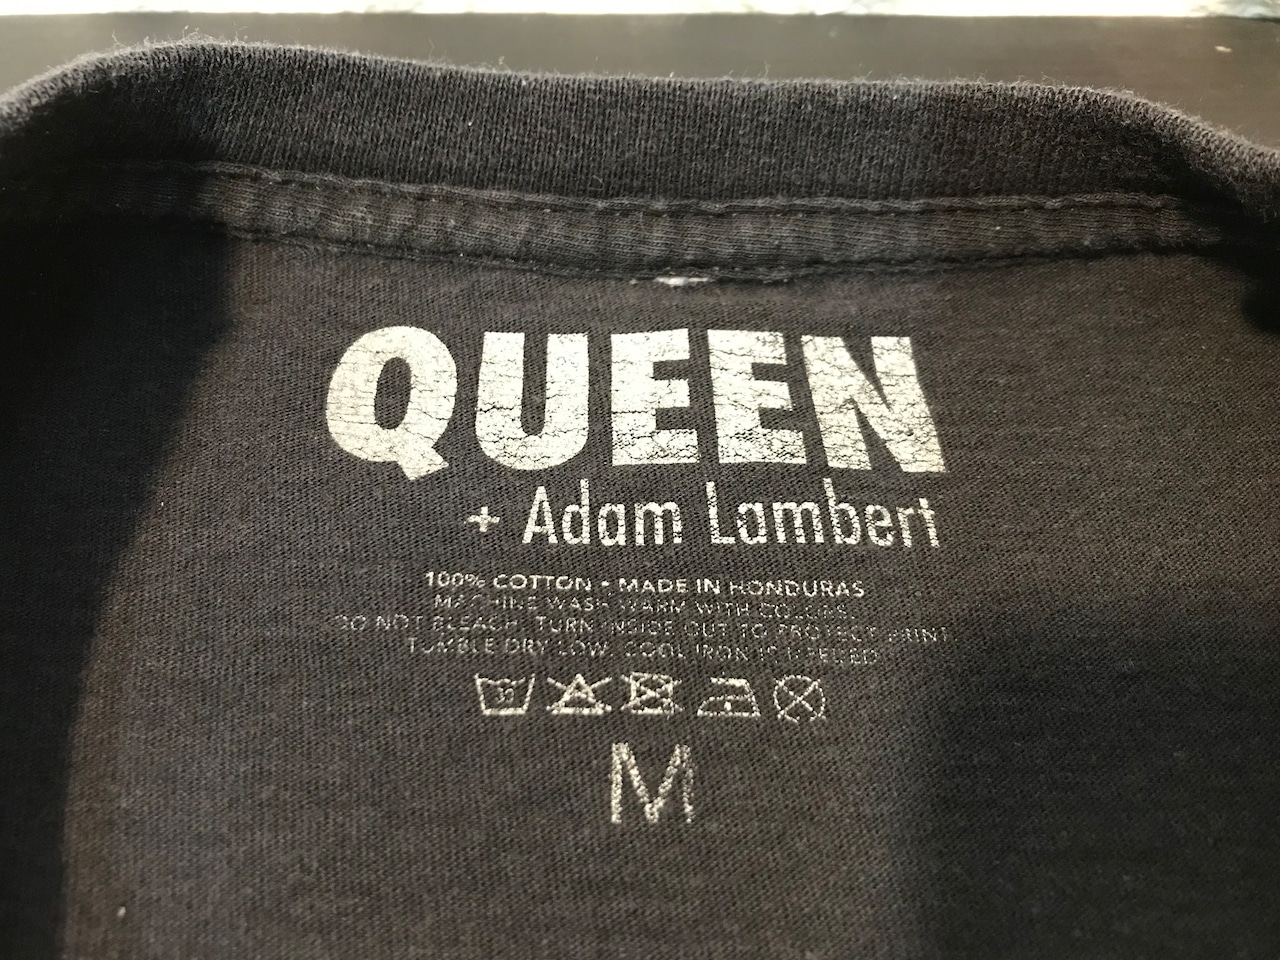 QUEEN
+ Adam Lambert
100% COTTON • MADE IN HONDURAS
MACHINE WASH WARM WITH COLORS.
DO NOT BLEACH. TURN INSIDE OUT TO PROTECT PRINT.
TUMBLE DRY LOW. COOL IRON IF NEEDED
30
M